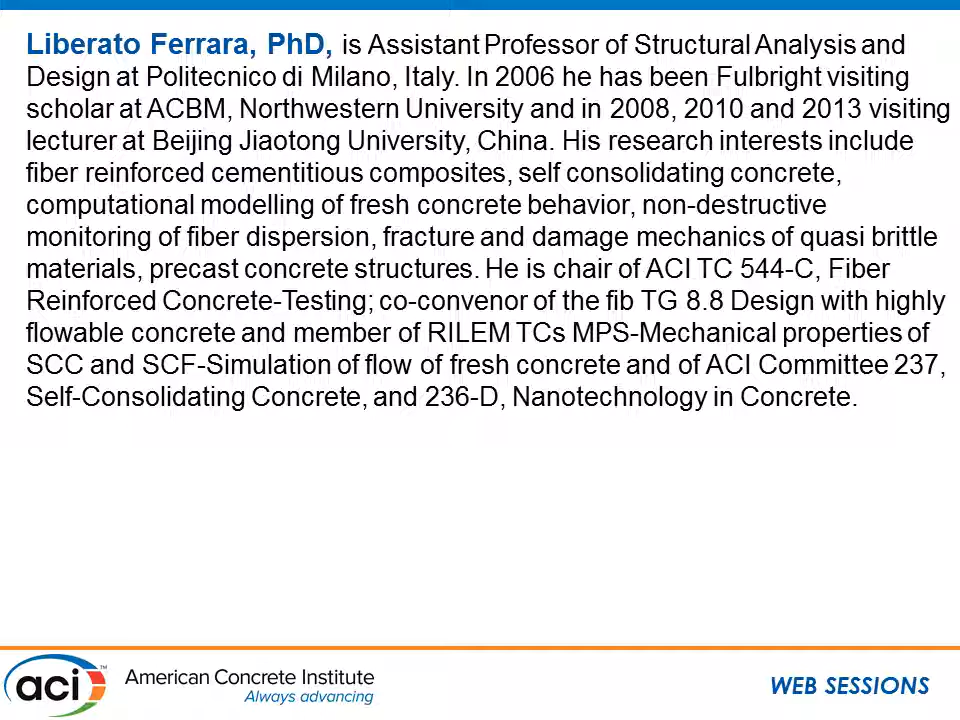 Liberato Ferrara, PhD, is Assistant Professor of Structural Analysis and
Design at Politecnico di Milano, Italy. In 2006 he has been Fulbright visiting
scholar at ACBM, Northwestern University and in 2008, 2010 and 2013 visiting
lecturer at Beijing Jiaotong University, China. His research interests include
fiber reinforced cementitious composites, self consolidating concrete,
computational modelling of fresh concrete behavior, non-destructive
monitoring of fiber dispersion, fracture and damage mechanics of quasi brittle
materials, precast concrete structures. He is chair of ACI TC 544-C, Fiber
Reinforced Concrete-Testing; co-convenor of the fib TG 8.8 Design with highly
flowable concrete and member of RILEM TCs MPS-Mechanical properties of
SCC and SCF-Simulation of flow of fresh concrete and of ACI Committee 237,
Self-Consolidating Concrete, and 236-D, Nanotechnology in Concrete.
aci™
American Concrete Institute
Always advancing
WEB SESSIONS